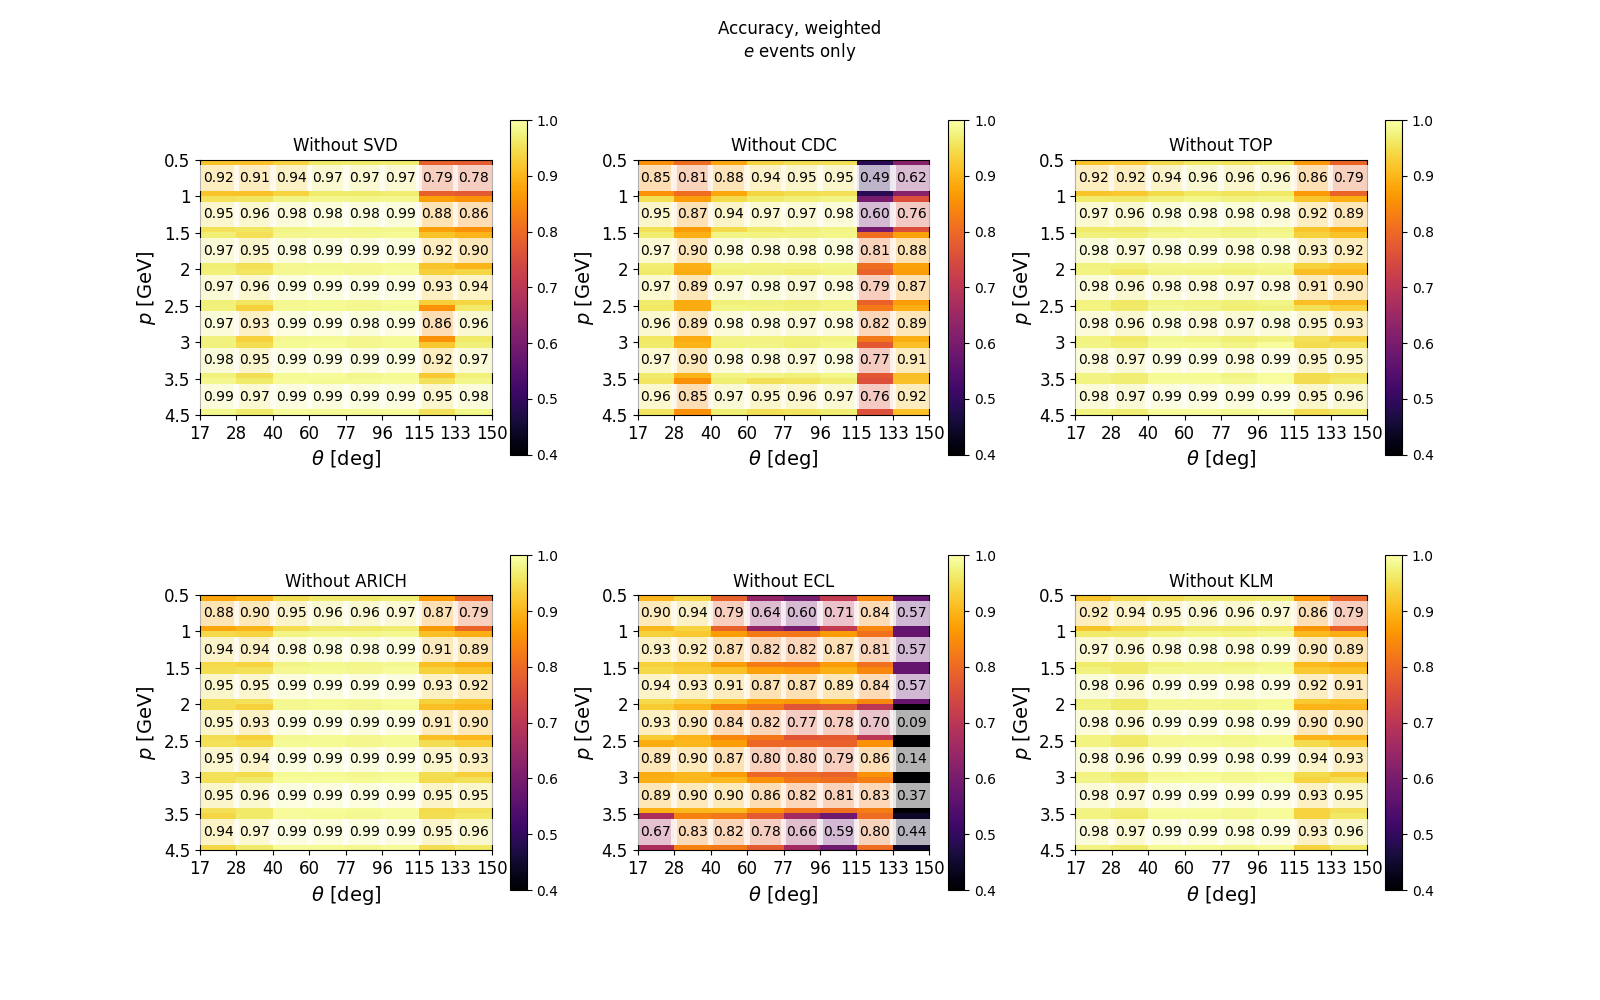 Accuracy, weighted
e events only
Without SVD
0.5
1
1.5
2
2.5
3
3.5
4.5
p [GeV]
0.92 0.91 0.94 0.97 0.97 0.97 0.79 0.78
0.95 0.96 0.98 0.98 0.98 0.99 0.88 0.86
0.97 0.95 0.98 0.99 0.99 0.99 0.92 0.90
0.97 0.96 0.99 0.99 0.99 0.99 0.93 0.94
0.97 0.93 0.99 0.99 0.98 0.99 0.86 0.96
0.98 0.95 0.99 0.99 0.99 0.99 0.92 0.97
0.99 0.97 0.99 0.99 0.99 0.99 0.95 0.98
17 28 40 60 77 96 115 133 150
θ [deg]
1.0
0.9
0.8
0.7
0.6
0.5
0.4
Without CDC
0.5
1
1.5
2
2.5
3
3.5
4.5
p [GeV]
0.85 0.81 0.88 0.94 0.95 0.95 0.49 0.62
0.95 0.87 0.94 0.97 0.97 0.98 0.60 0.76
0.97 0.90 0.98 0.98 0.98 0.98 0.81 0.88
0.97 0.89 0.97 0.98 0.97 0.98 0.79 0.87
0.96 0.89 0.98 0.98 0.97 0.98 0.82 0.89
0.97 0.90 0.98 0.98 0.97 0.98 0.77 0.91
0.96 0.85 0.97 0.95 0.96 0.97 0.76 0.92
17 28 40 60 77 96 115 133 150
θ [deg]
1.0
0.9
0.8
0.7
0.6
0.5
0.4
Without TOP
0.5
1
1.5
2
2.5
3
3.5
4.5
p [GeV]
0.92 0.92 0.94 0.96 0.96 0.96 0.86 0.79
0.97 0.96 0.98 0.98 0.98 0.98 0.92 0.89
0.98 0.97 0.98 0.99 0.98 0.98 0.93 0.92
0.98 0.96 0.98 0.98 0.98 0.98 0.91 0.90
0.98 0.96 0.98 0.98 0.97 0.98 0.95 0.93
0.98 0.97 0.99 0.99 0.99 0.99 0.95 0.95
0.98 0.97 0.99 0.99 0.98 0.99 0.95 0.96
17 28 40 60 77 96 115 133 150
θ [deg]
1.0
0.9
0.8
0.7
0.6
0.5
0.4
Without ARICH
0.5
1
1.5
2
2.5
3
3.5
4.5
p [GeV]
0.88 0.90 0.95 0.96 0.96 0.97 0.87 0.79
0.94 0.94 0.98 0.98 0.98 0.99 0.91 0.89
0.95 0.95 0.99 0.99 0.99 0.99 0.93 0.92
0.95 0.93 0.99 0.99 0.99 0.99 0.91 0.90
0.95 0.94 0.99 0.99 0.99 0.99 0.95 0.93
0.95 0.96 0.99 0.99 0.99 0.99 0.95 0.95
0.94 0.97 0.99 0.99 0.99 0.99 0.95 0.96
17 28 40 60 77 96 115 133 150
θ [deg]
1.0
0.9
0.8
0.7
0.6
0.5
0.4
Without ECL
0.5
1
1.5
2
2.5
3
3.5
4.5
p [GeV]
0.90 0.94 0.79 0.64 0.60 0.71 0.84 0.57
0.93 0.92 0.87 0.82 0.82 0.87 0.81 0.57
0.94 0.93 0.91 0.87 0.87 0.89 0.84 0.57
0.93 0.90 0.84 0.82 0.77 0.78 0.70 0.09
0.89 0.90 0.87 0.80 0.80 0.79 0.86 0.14
0.89 0.90 0.90 0.86 0.82 0.81 0.83 0.37
0.67 0.83 0.82 0.78 0.66 0.59 0.80 0.44
17 28 40 60 77 96 115 133 150
θ [deg]
1.0
0.9
0.8
0.7
0.6
0.5
0.4
Without KLM
0.5
1
1.5
2
2.5
3
3.5
4.5
p [GeV]
0.92 0.94 0.95 0.96 0.96 0.97 0.86 0.79
0.97 0.96 0.98 0.98 0.98 0.99 0.90 0.89
0.98 0.96 0.99 0.99 0.98 0.99 0.92 0.91
0.98 0.96 0.99 0.99 0.98 0.99 0.90 0.90
0.98 0.96 0.99 0.99 0.98 0.99 0.94 0.93
0.98 0.97 0.99 0.99 0.99 0.99 0.93 0.95
0.98 0.97 0.99 0.99 0.98 0.99 0.93 0.96
17 28 40 60 77 96 115 133 150
θ [deg]
1.0
0.9
0.8
0.7
0.6
0.5
0.4